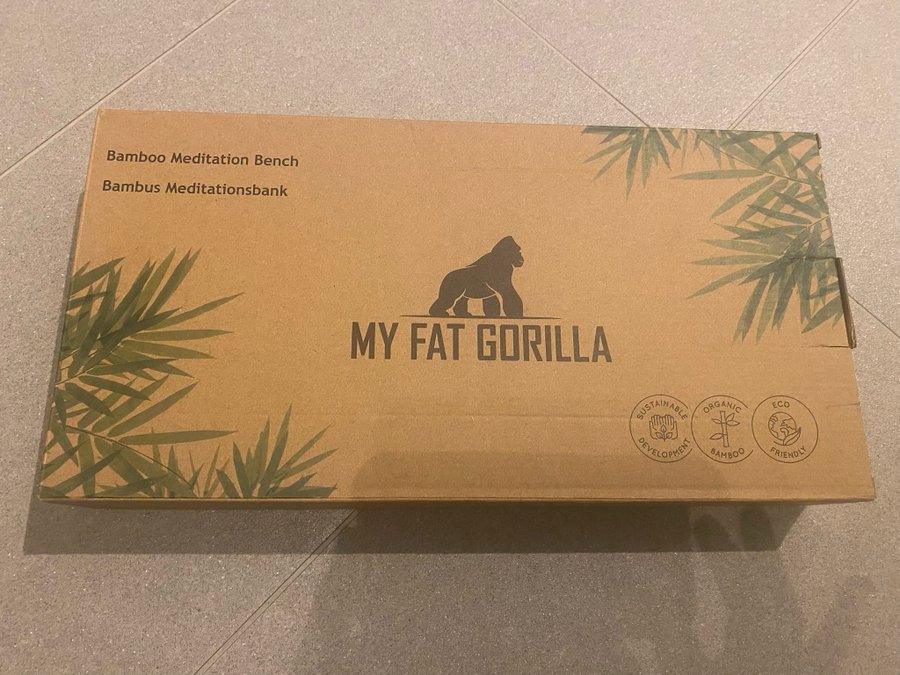 Bamboo Meditation Bench
Bambus Meditationsbank
MY FAT GORILLA
SUSTAINABLE
DEVELOPMENT
ORGANIC
BAMBOO
ECO
FRIENDLY